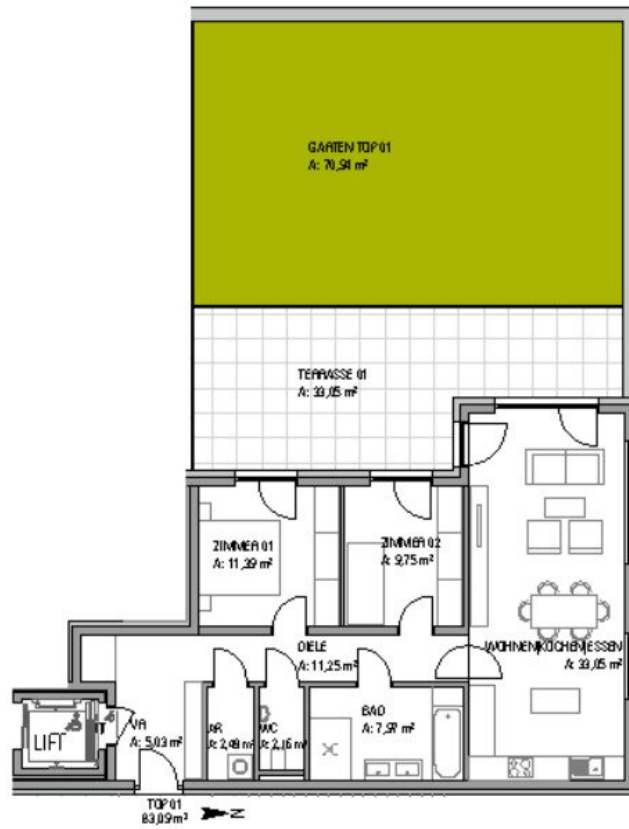 GARTEN TOP 01
A: 70,94 m²
TERRASSE 01
A: 33,05 m²
ZIMMER 01
A: 11,39 m²
ZIMMER 02
A: 9,75 m²
DIELE
A: 11,25 m²
WOHNEN/KOCHEN/ESSEN
A: 33,05 m²
VR
A: 5,03 m²
AR
A: 2,49 m²
WC
A: 2,16 m²
BAD
A: 7,97 m²
LIFT
TOP 01
83,09 m²
N